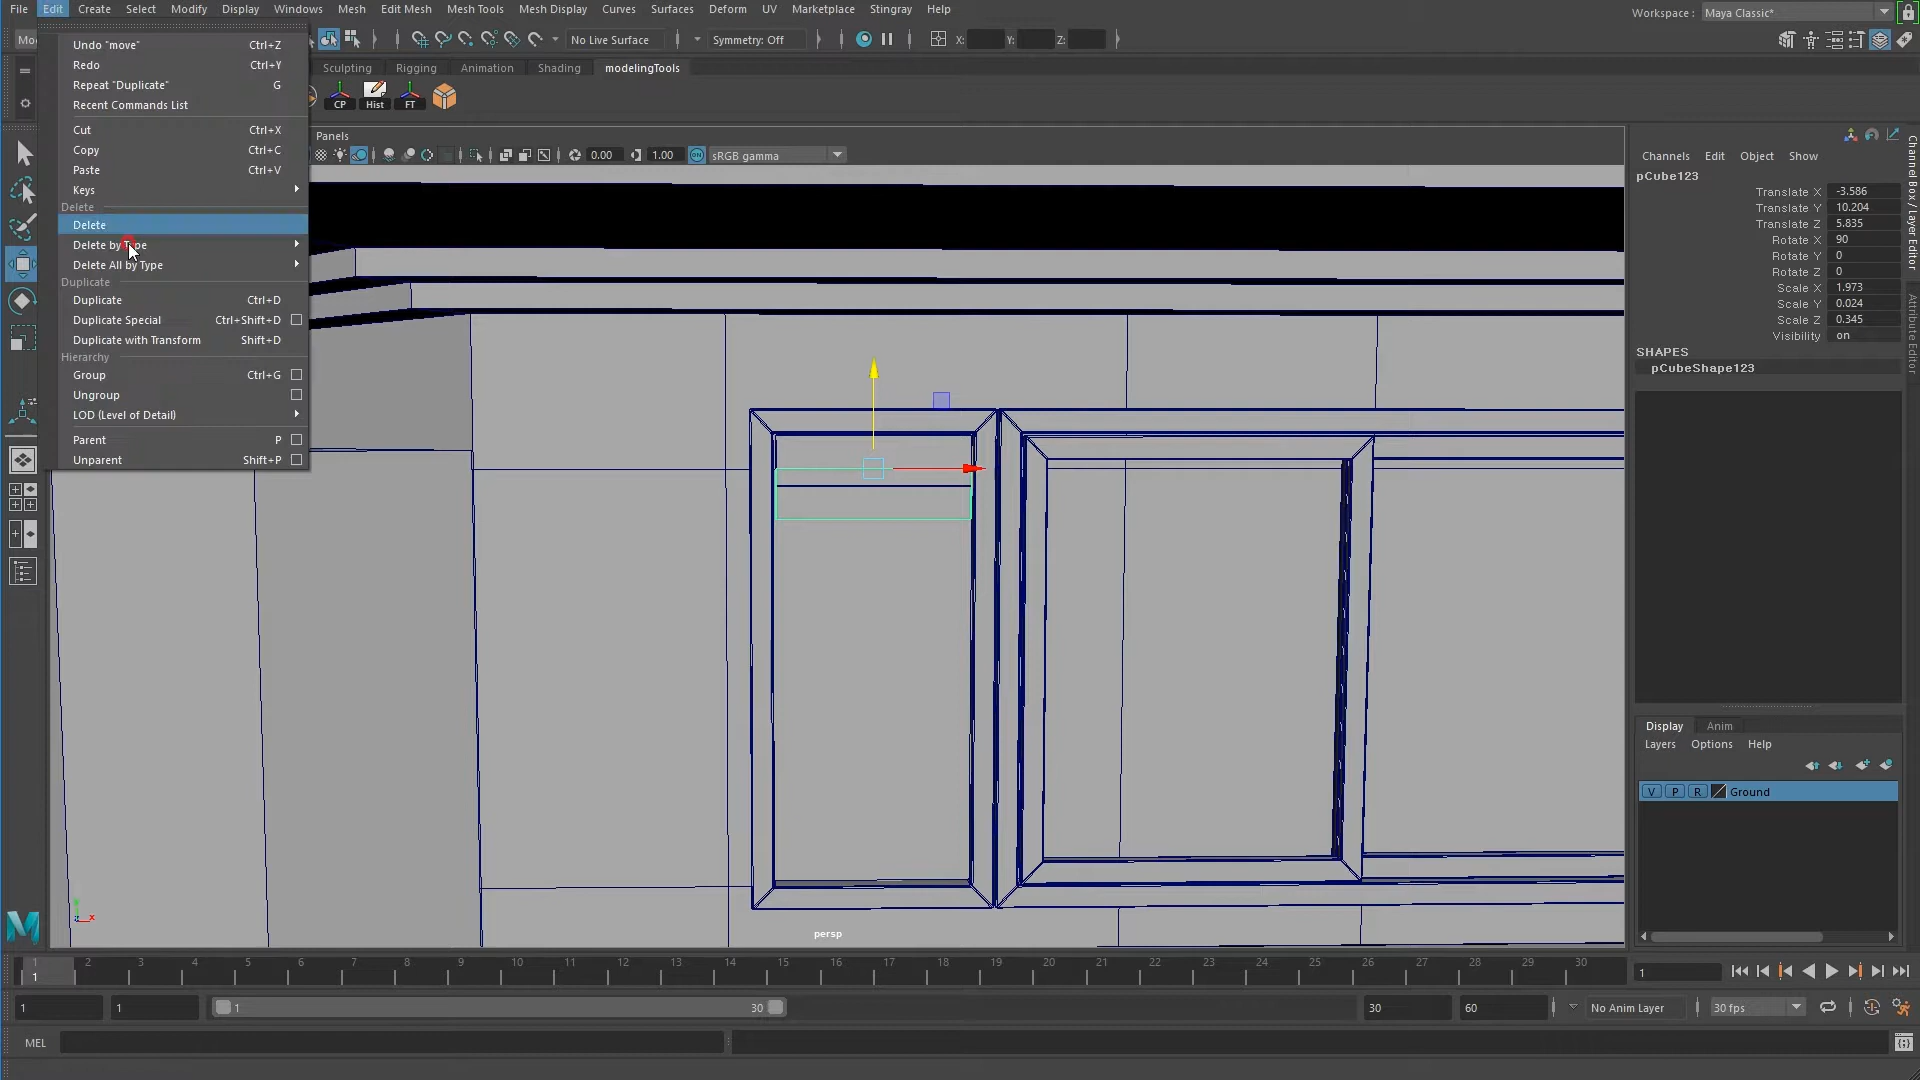 File Edit Create Select Modify Display Windows Mesh Edit Mesh Mesh Tools Mesh Display Curves Surfaces Deform UV Marketplace Stingray Help
Workspace : Maya Classic*
No Live Surface Symmetry: Off X: Y: Z:
Sculpting Rigging Animation Shading modelingTools
CP Hist FT
Panels
0.00 1.00 ON sRGB gamma
Undo "move" Ctrl+Z
Redo Ctrl+Y
Repeat "Duplicate" G
Recent Commands List
Cut Ctrl+X
Copy Ctrl+C
Paste Ctrl+V
Keys
Delete
Delete
Delete by Type
Delete All by Type
Duplicate
Duplicate Ctrl+D
Duplicate Special Ctrl+Shift+D
Duplicate with Transform Shift+D
Hierarchy
Group Ctrl+G
Ungroup
LOD (Level of Detail)
Parent P
Unparent Shift+P
persp
Channels Edit Object Show
pCube123
Translate X -3.586
Translate Y 10.204
Translate Z 5.835
Rotate X 90
Rotate Y 0
Rotate Z 0
Scale X 1.973
Scale Y 0.024
Scale Z 0.345
Visibility on
SHAPES
pCubeShape123
Channel Box / Layer Editor
Attribute Editor
Display Anim
Layers Options Help
V P R Ground
1 2 3 4 5 6 7 8 9 10 11 12 13 14 15 16 17 18 19 20 21 22 23 24 25 26 27 28 29 30
1
1
1 1 1 30 30 60 No Anim Layer 30 fps
MEL